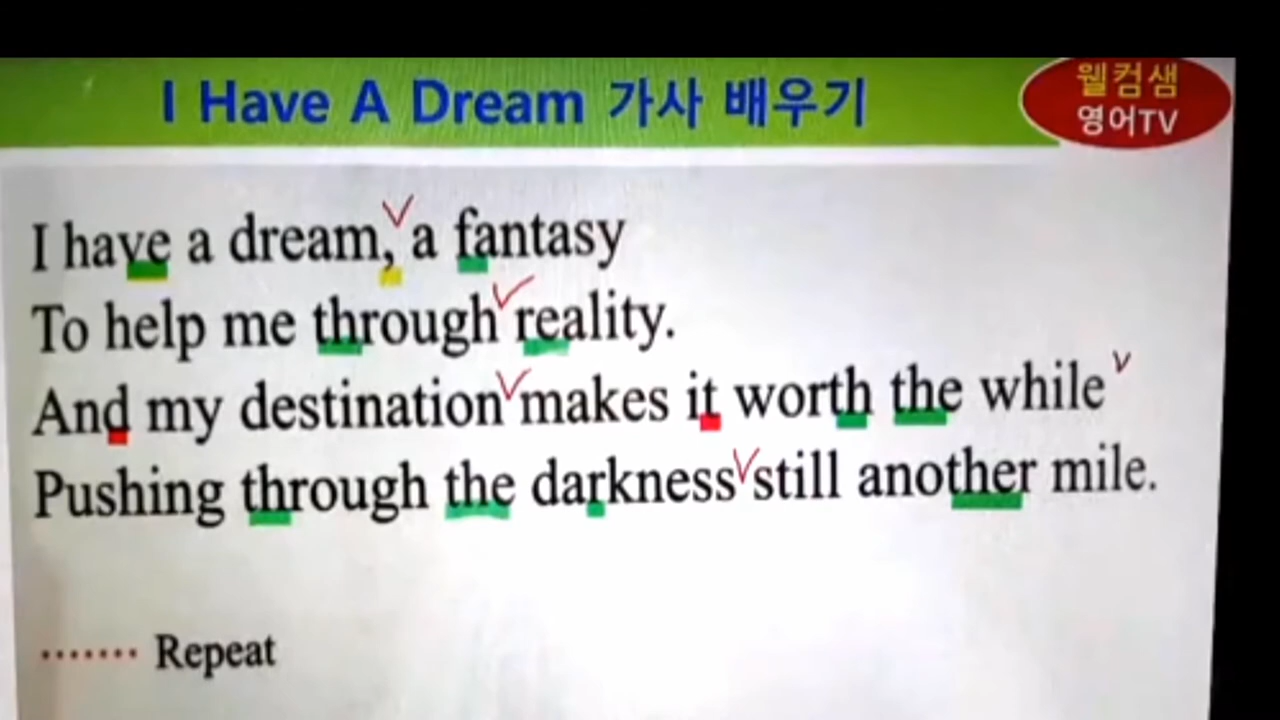 I Have A Dream 가사 배우기
웰컴샘
영어TV
I have a dream, a fantasy
To help me through reality.
And my destination makes it worth the while
Pushing through the darkness still another mile.
....... Repeat